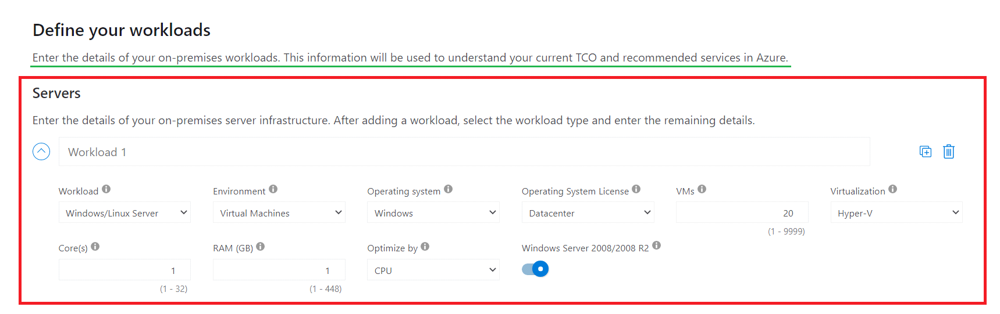 Define your workloads
Enter the details of your on-premises workloads. This information will be used to understand your current TCO and recommended services in Azure.
Servers
Enter the details of your on-premises server infrastructure. After adding a workload, select the workload type and enter the remaining details.
Workload 1
Workload Environment Operating system Operating System License VMs Virtualization
Windows/Linux Server Virtual Machines Windows Datacenter 20 Hyper-V
(1 - 9999)
Core(s) RAM (GB) Optimize by Windows Server 2008/2008 R2
1 1 CPU
(1 - 32) (1 - 448)